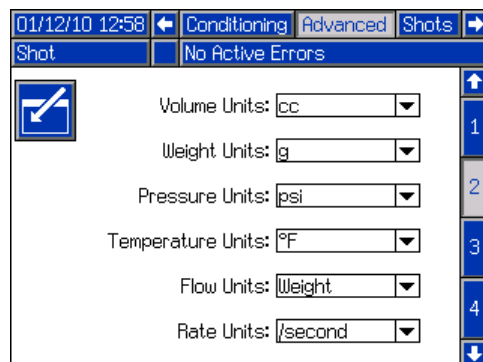 01/12/10 12:58 Conditioning Advanced Shots
Shot No Active Errors
Volume Units: cc
1
Weight Units: g
2
Pressure Units: psi
Temperature Units: °F
3
Flow Units: Weight
4
Rate Units: /second